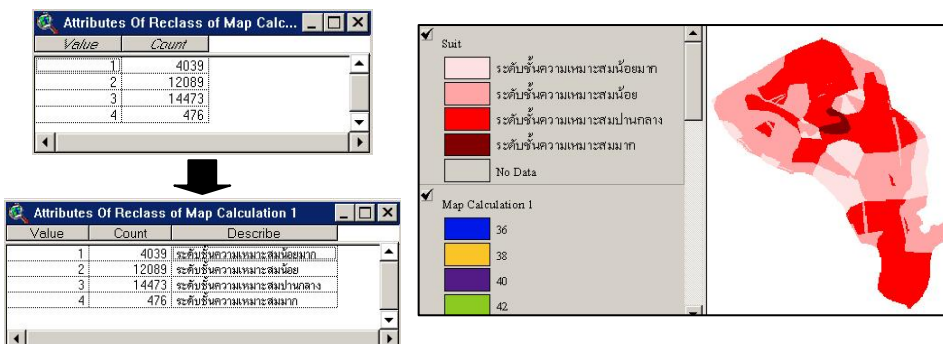 Attributes Of Reclass of Map Calc...
Value Count
1 4039
2 12089
3 14473
4 476
Attributes Of Reclass of Map Calculation 1
Value Count Describe
1 4039 ระดับชั้นความเหมาะสมน้อยมาก
2 12089 ระดับชั้นความเหมาะสมน้อย
3 14473 ระดับชั้นความเหมาะสมปานกลาง
4 476 ระดับชั้นความเหมาะสมมาก
Suit
ระดับชั้นความเหมาะสมน้อยมาก
ระดับชั้นความเหมาะสมน้อย
ระดับชั้นความเหมาะสมปานกลาง
ระดับชั้นความเหมาะสมมาก
No Data
Map Calculation 1
36
38
40
42